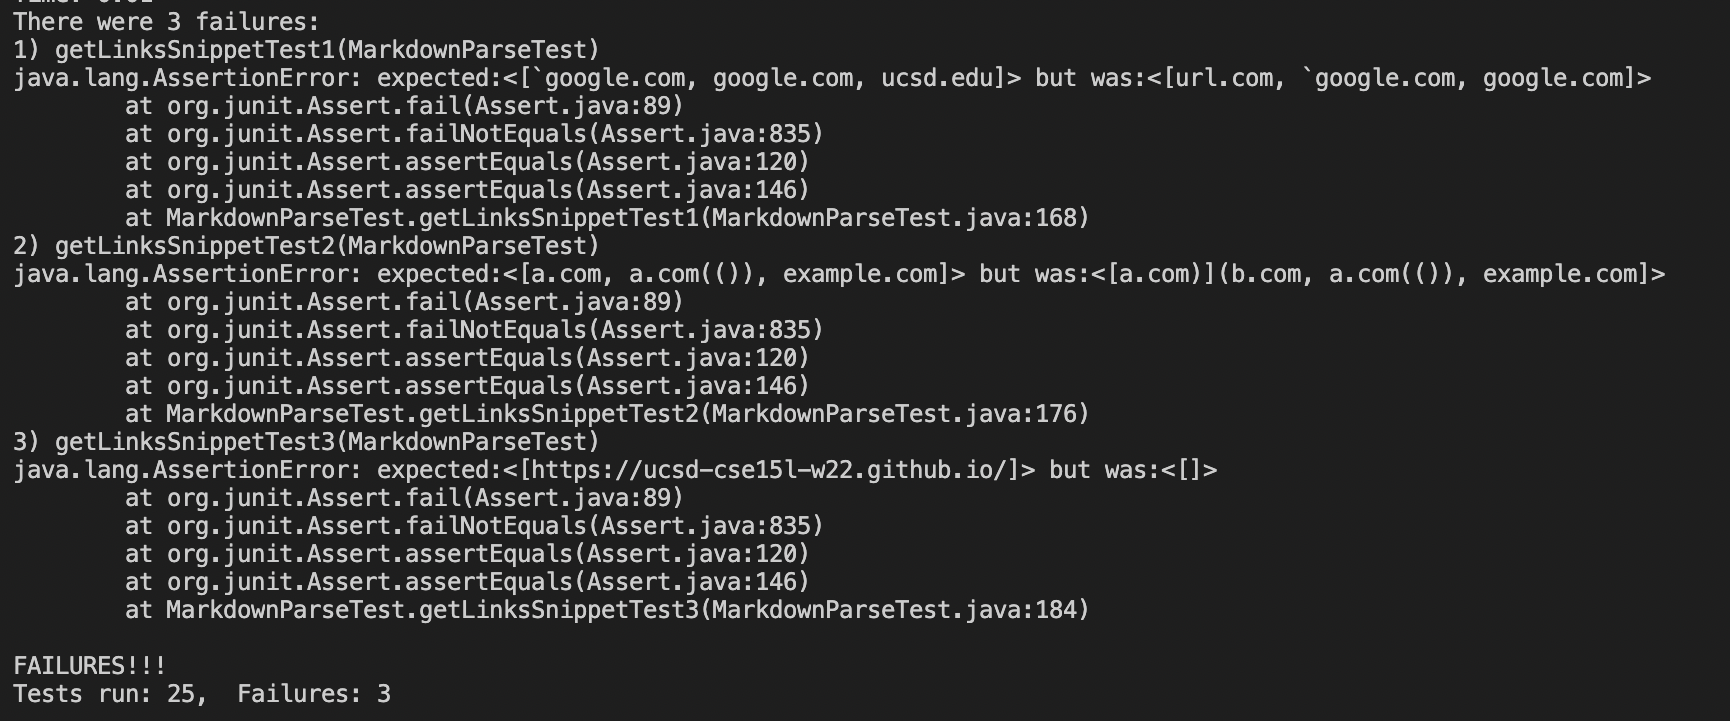 Time: 0.01
There were 3 failures:
1) getLinksSnippetTest1(MarkdownParseTest)
java.lang.AssertionError: expected:<[`google.com, google.com, ucsd.edu]> but was:<[url.com, `google.com, google.com]>
        at org.junit.Assert.fail(Assert.java:89)
        at org.junit.Assert.failNotEquals(Assert.java:835)
        at org.junit.Assert.assertEquals(Assert.java:120)
        at org.junit.Assert.assertEquals(Assert.java:146)
        at MarkdownParseTest.getLinksSnippetTest1(MarkdownParseTest.java:168)
2) getLinksSnippetTest2(MarkdownParseTest)
java.lang.AssertionError: expected:<[a.com, a.com(()), example.com]> but was:<[a.com)](b.com, a.com(()), example.com]>
        at org.junit.Assert.fail(Assert.java:89)
        at org.junit.Assert.failNotEquals(Assert.java:835)
        at org.junit.Assert.assertEquals(Assert.java:120)
        at org.junit.Assert.assertEquals(Assert.java:146)
        at MarkdownParseTest.getLinksSnippetTest2(MarkdownParseTest.java:176)
3) getLinksSnippetTest3(MarkdownParseTest)
java.lang.AssertionError: expected:<[https://ucsd-cse15l-w22.github.io/]> but was:<[]>
        at org.junit.Assert.fail(Assert.java:89)
        at org.junit.Assert.failNotEquals(Assert.java:835)
        at org.junit.Assert.assertEquals(Assert.java:120)
        at org.junit.Assert.assertEquals(Assert.java:146)
        at MarkdownParseTest.getLinksSnippetTest3(MarkdownParseTest.java:184)

FAILURES!!!
Tests run: 25,  Failures: 3